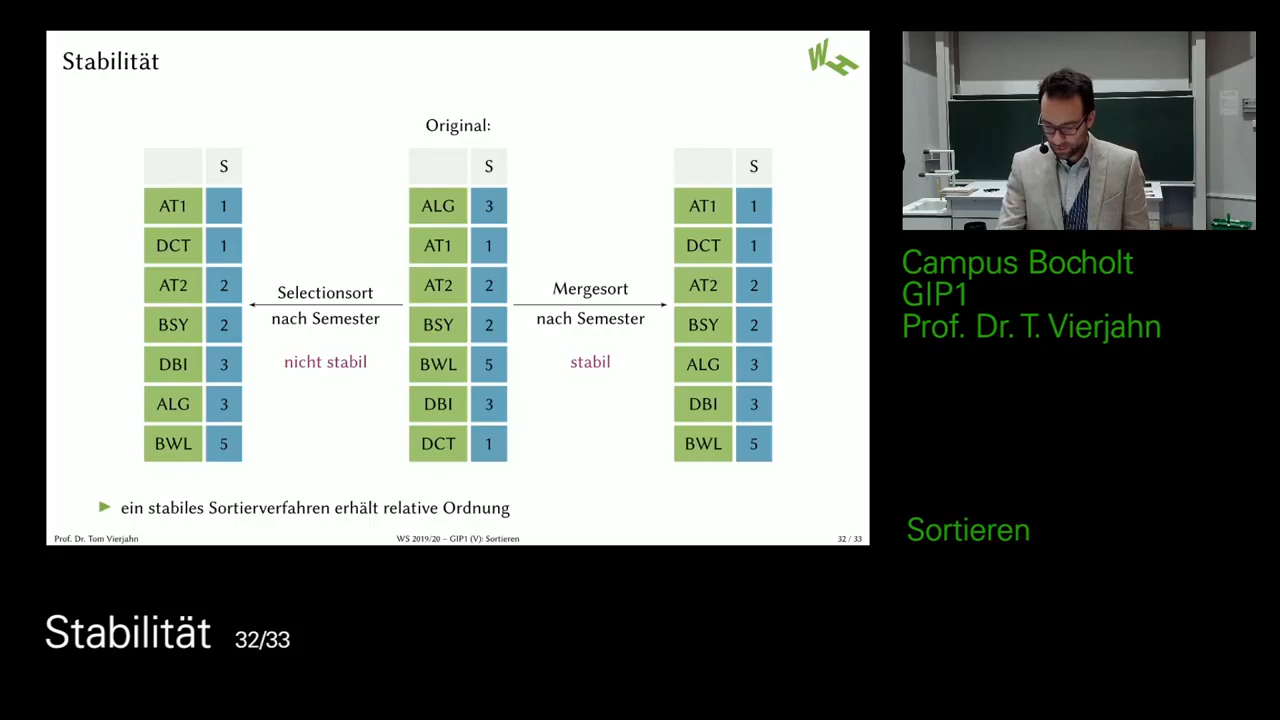 Stabilität
WH
Original:
S
AT1 1
DCT 1
AT2 2
BSY 2
DBI 3
ALG 3
BWL 5
Selectionsort
nach Semester
nicht stabil
S
ALG 3
AT1 1
AT2 2
BSY 2
BWL 5
DBI 3
DCT 1
Mergesort
nach Semester
stabil
S
AT1 1
DCT 1
AT2 2
BSY 2
ALG 3
DBI 3
BWL 5
ein stabiles Sortierverfahren erhält relative Ordnung
Prof. Dr. Tom Vierjahn
WS 2019/20 – GIP1 (V): Sortieren
32 / 33
Campus Bocholt
GIP1
Prof. Dr. T. Vierjahn
Sortieren
Stabilität 32/33